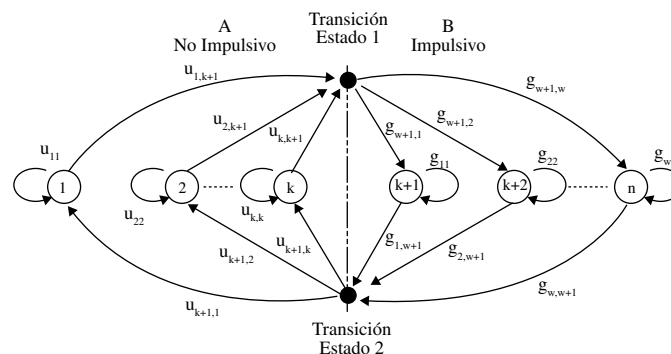 Transición
Estado 1
A
No Impulsivo
B
Impulsivo
u1,k+1
gw+1,w
u2,k+1
uk,k+1
gw+1,1
gw+1,2
u11
g11
g22
gw
1
2
k
k+1
k+2
n
u22
uk,k
uk+1,2
uk+1,k
g1,w+1
g2,w+1
uk+1,1
gw,w+1
Transición
Estado 2